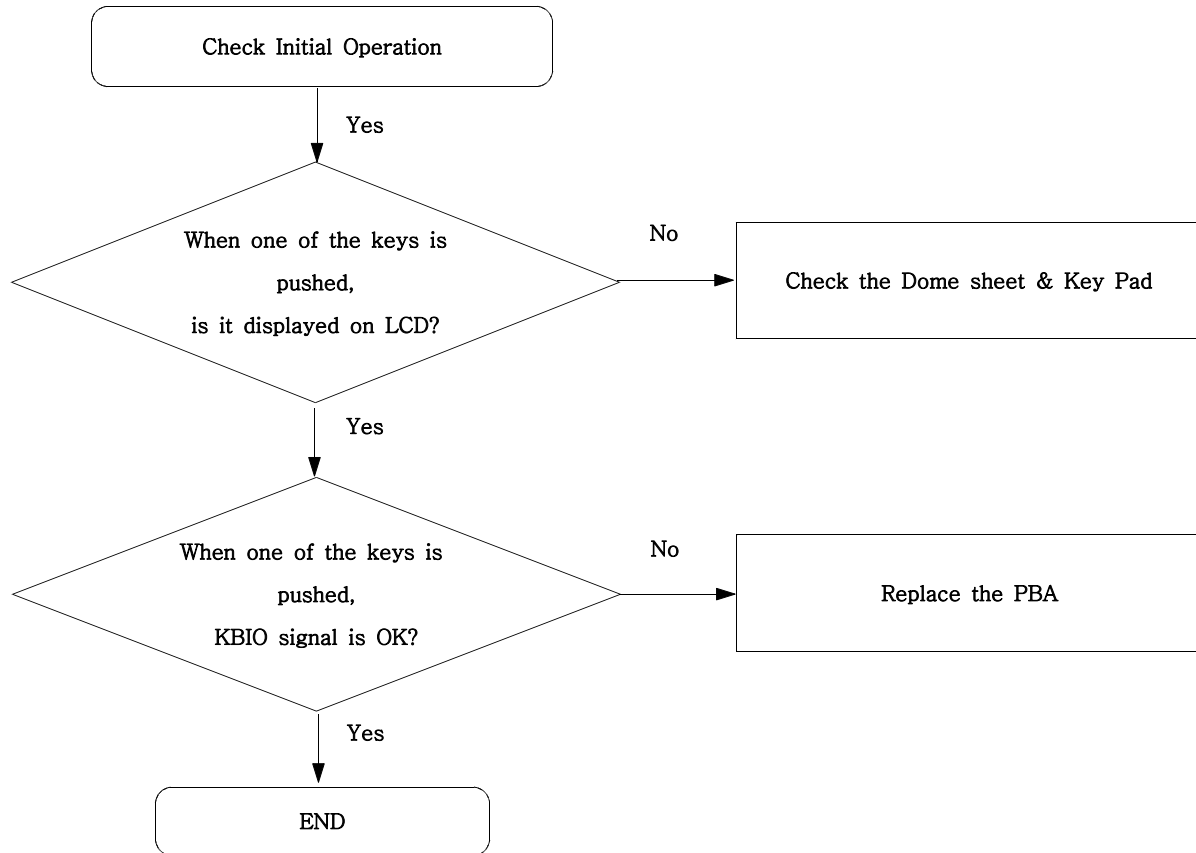 Check Initial Operation
Yes
When one of the keys is
pushed,
is it displayed on LCD?
No
Check the Dome sheet & Key Pad
Yes
When one of the keys is
pushed,
KBIO signal is OK?
No
Replace the PBA
Yes
END